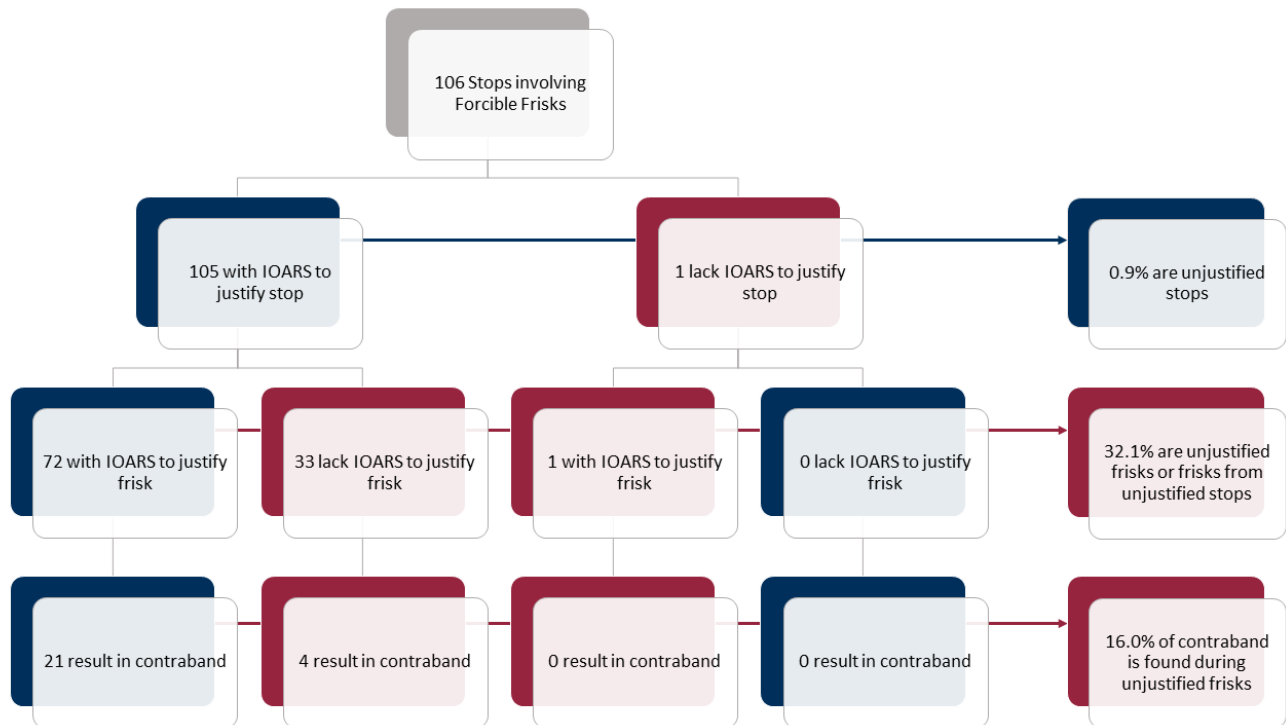 106 Stops involving
Forcible Frisks
105 with IOARS to
justify stop
1 lack IOARS to justify
stop
0.9% are unjustified
stops
72 with IOARS to justify
frisk
33 lack IOARS to justify
frisk
1 with IOARS to justify
frisk
0 lack IOARS to justify
frisk
32.1% are unjustified
frisks or frisks from
unjustified stops
21 result in contraband
4 result in contraband
0 result in contraband
0 result in contraband
16.0% of contraband
is found during
unjustified frisks